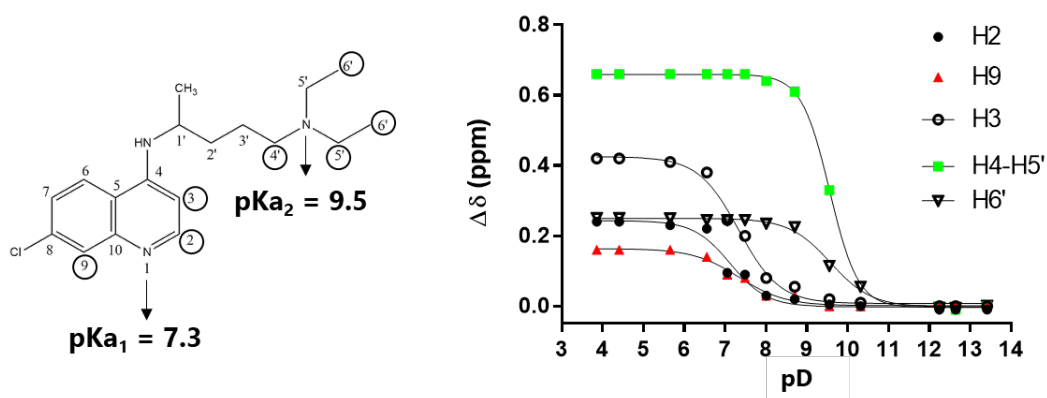 6'
5'
CH₃
N
6'
HN
1'
3'
2'
4'
5'
6
4
7
5
3
pKa₂ = 9.5
Cl
8
10
2
9
N
1
pKa₁ = 7.3
0.8
0.6
0.4
0.2
0.0
Δδ (ppm)
3 4 5 6 7 8 9 10 11 12 13 14
pD
H2
H9
H3
H4-H5'
H6'